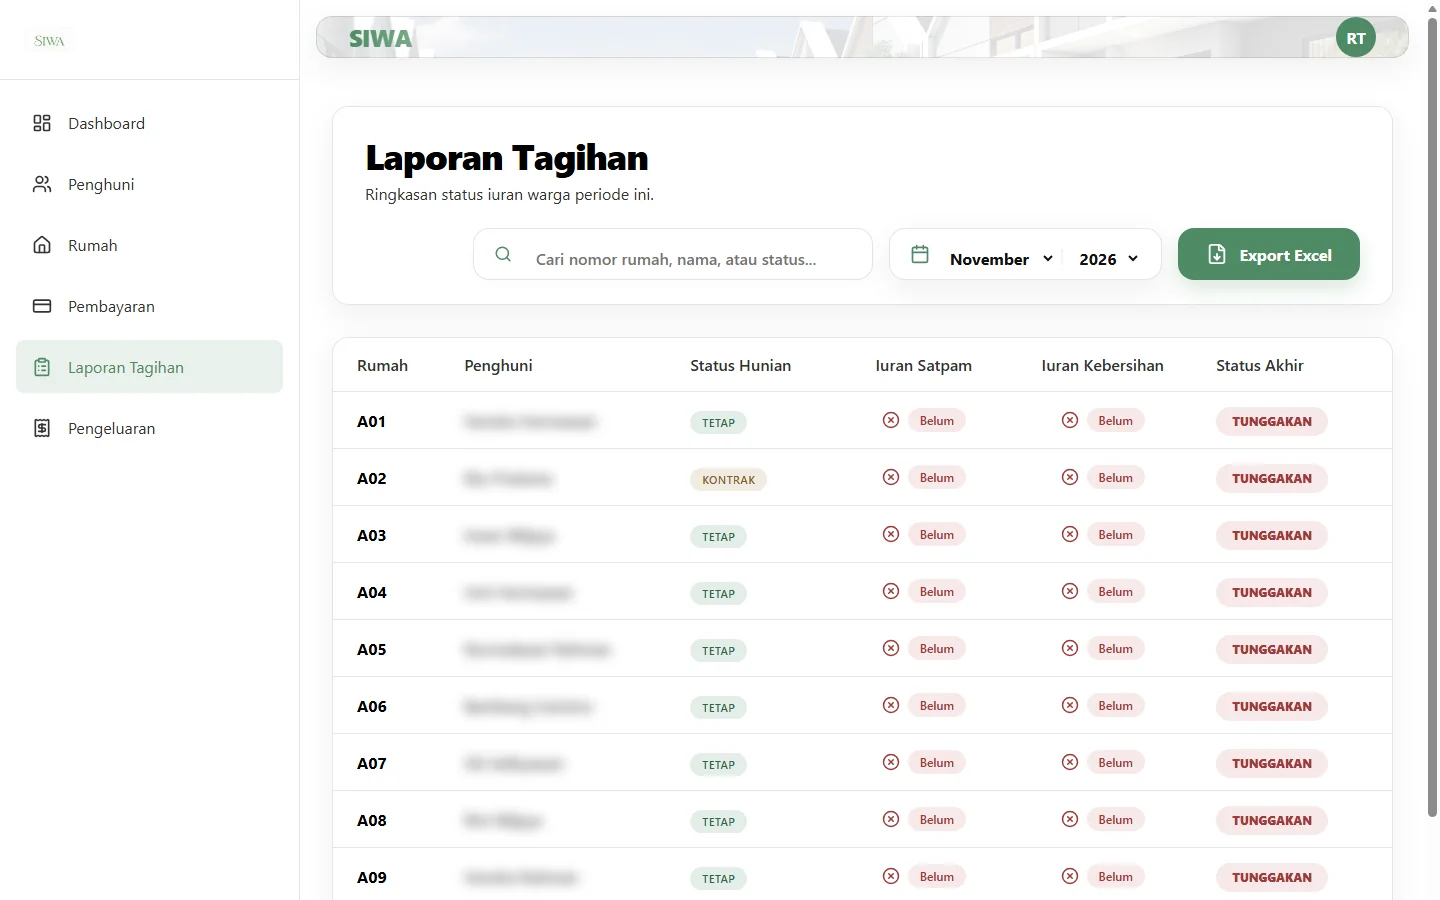 SIWA
Dashboard
Penghuni
Rumah
Pembayaran
Laporan Tagihan
Pengeluaran
SIWA
RT
Laporan Tagihan
Ringkasan status iuran warga periode ini.
Cari nomor rumah, nama, atau status...
November 2026
Export Excel
Rumah Penghuni Status Hunian Iuran Satpam Iuran Kebersihan Status Akhir
A01 TETAP Belum Belum TUNGGAKAN
A02 KONTRAK Belum Belum TUNGGAKAN
A03 TETAP Belum Belum TUNGGAKAN
A04 TETAP Belum Belum TUNGGAKAN
A05 TETAP Belum Belum TUNGGAKAN
A06 TETAP Belum Belum TUNGGAKAN
A07 TETAP Belum Belum TUNGGAKAN
A08 TETAP Belum Belum TUNGGAKAN
A09 TETAP Belum Belum TUNGGAKAN